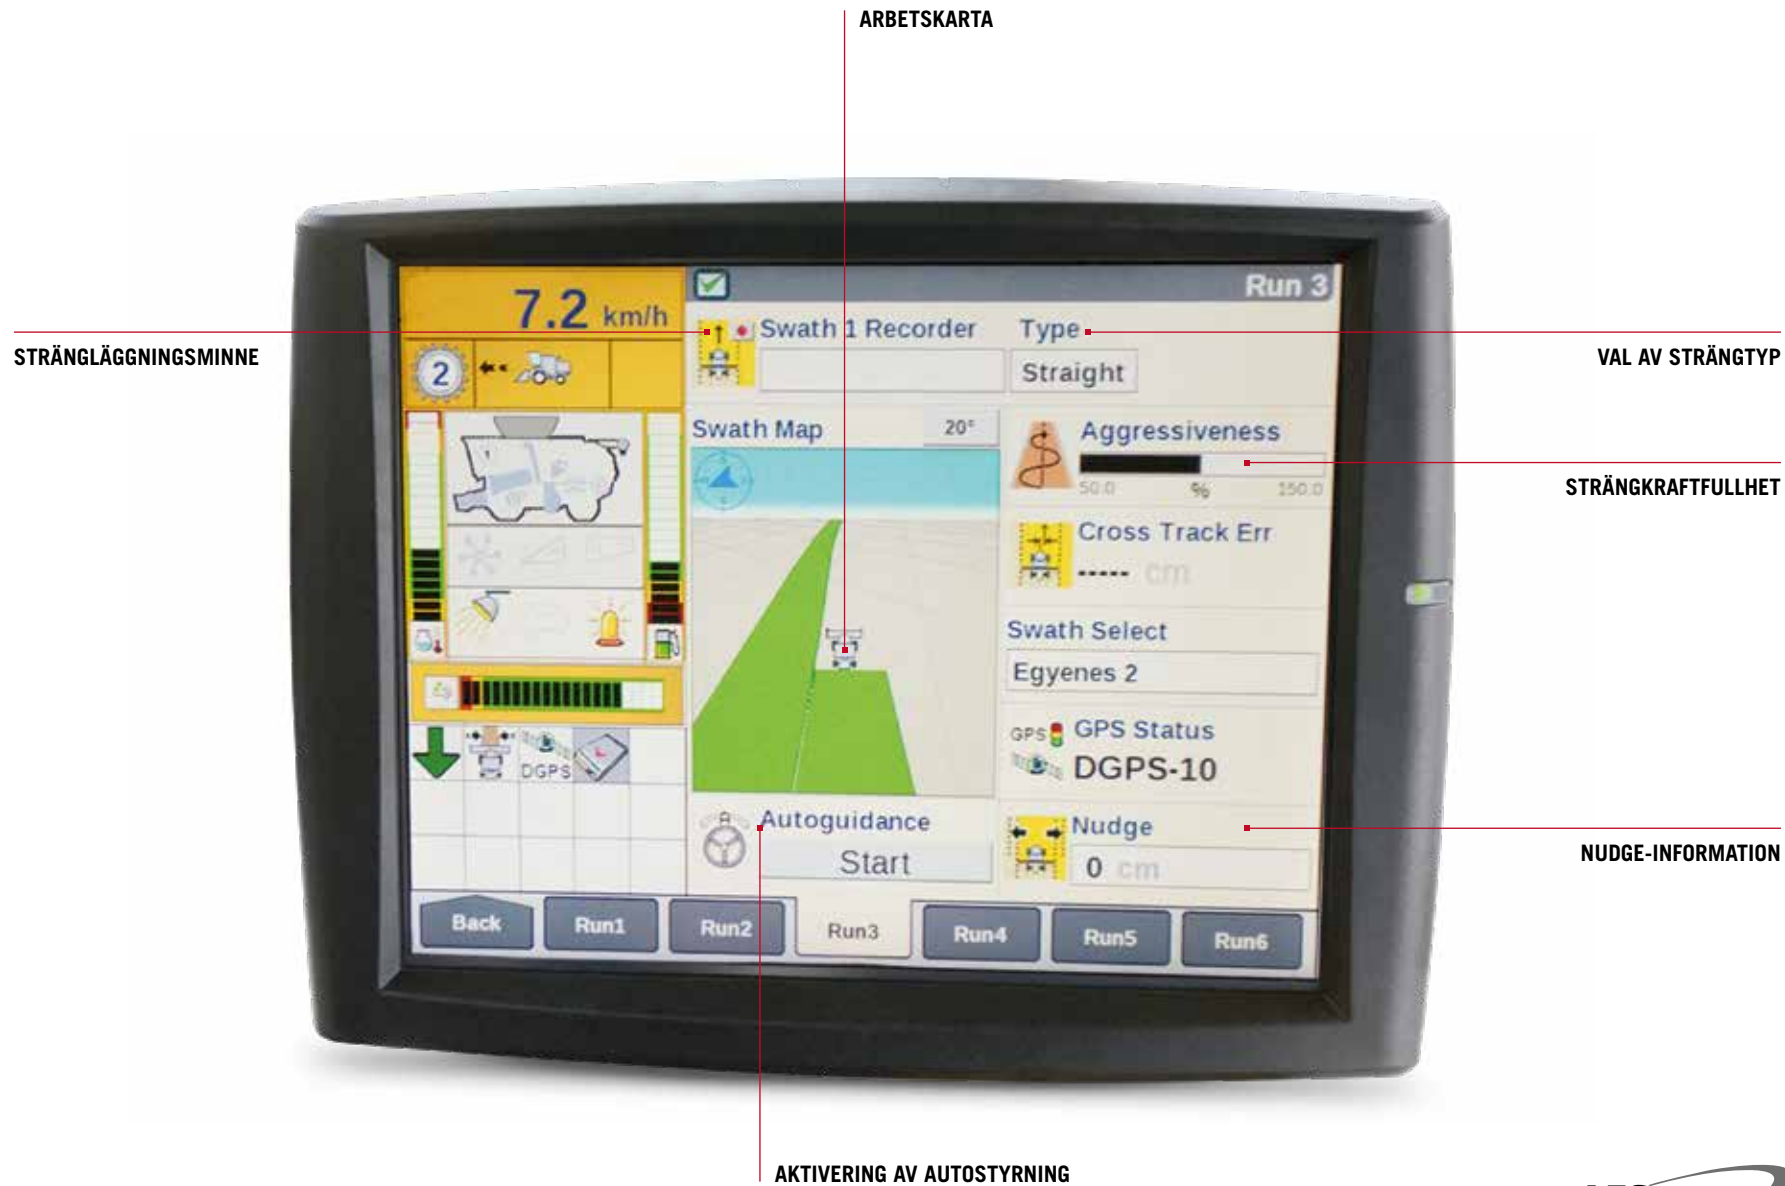 ARBETSKARTA
STRÄNGLÄGGNINGSMINNE
VAL AV STRÄNGTYP
STRÄNGKRAFTFULLHET
NUDGE-INFORMATION
AKTIVERING AV AUTOSTYRNING
7.2 km/h
2
Run 3
Swath 1 Recorder
Type
Straight
Swath Map
20°
Aggressiveness
50.0 % 150.0
Cross Track Err
----- cm
Swath Select
Egyenes 2
GPS
GPS Status
DGPS-10
DGPS
Autoguidance
Start
Nudge
0 cm
Back
Run1
Run2
Run3
Run4
Run5
Run6